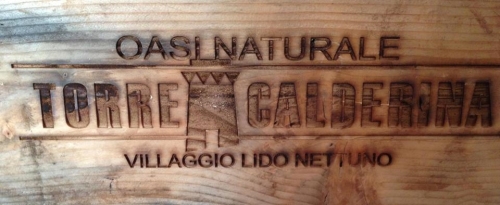 OASI NATURALE
TORRE CALDERINA
VILLAGGIO LIDO NETTUNO